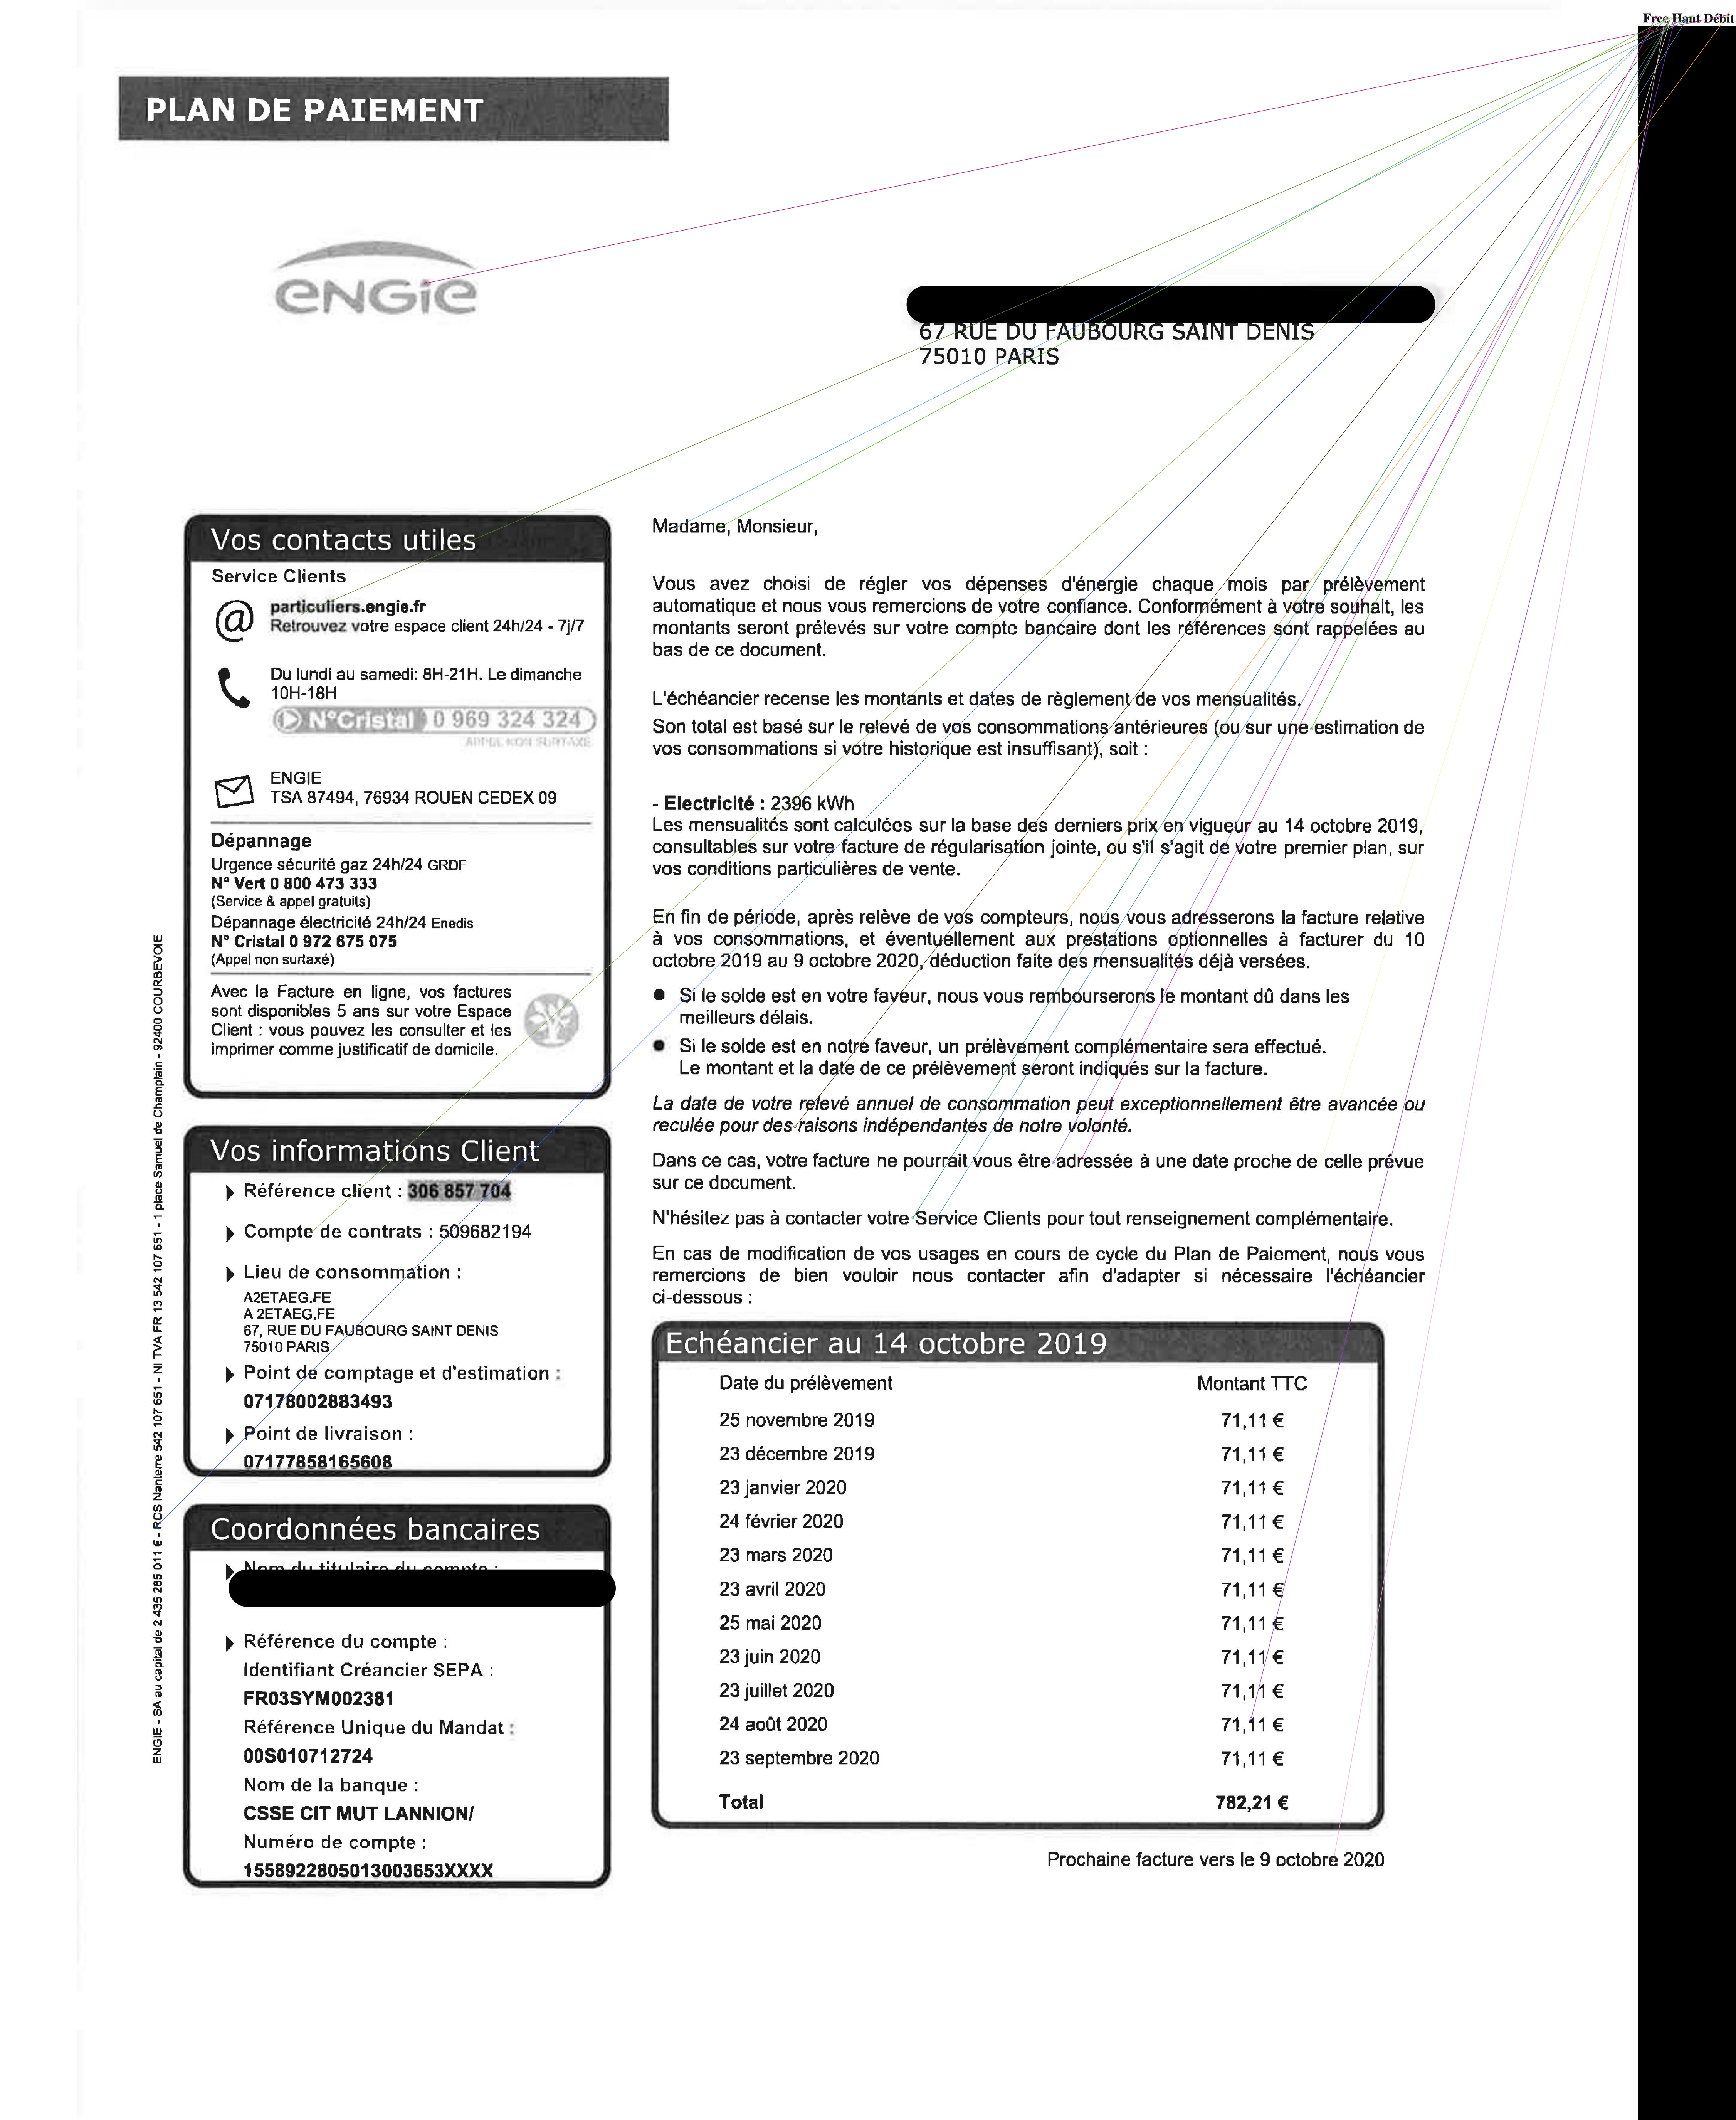 Free Haut Débit
PLAN DE PAIEMENT
ENGiE
67 RUE DU FAUBOURG SAINT DENIS
75010 PARIS
Vos contacts utiles
Service Clients
@ particuliers.engie.fr
Retrouvez votre espace client 24h/24 - 7j/7
Du lundi au samedi: 8H-21H. Le dimanche
10H-18H
N°Cristal 0 969 324 324
APPEL NON SURTAXE
ENGIE
TSA 87494, 76934 ROUEN CEDEX 09
Dépannage
Urgence sécurité gaz 24h/24 GRDF
N° Vert 0 800 473 333
(Service & appel gratuits)
Dépannage électricité 24h/24 Enedis
N° Cristal 0 972 675 075
(Appel non surtaxé)
Avec la Facture en ligne, vos factures
sont disponibles 5 ans sur votre Espace
Client : vous pouvez les consulter et les
imprimer comme justificatif de domicile.
Vos informations Client
Référence client : 306 857 704
Compte de contrats : 509682194
Lieu de consommation :
A2ETAEG.FE
A 2ETAEG.FE
67, RUE DU FAUBOURG SAINT DENIS
75010 PARIS
Point de comptage et d'estimation :
07178002883493
Point de livraison :
07177858165608
Coordonnées bancaires
Nom du titulaire du compte :
Référence du compte :
Identifiant Créancier SEPA :
FR03SYM002381
Référence Unique du Mandat :
00S010712724
Nom de la banque :
CSSE CIT MUT LANNION/
Numéro de compte :
1558922805013003653XXXX
ENGIE - SA au capital de 2 435 285 011 € - RCS Nanterre 542 107 651 - NI TVA FR 13 542 107 651 - 1 place Samuel de Champlain - 92400 COURBEVOIE
Madame, Monsieur,
Vous avez choisi de régler vos dépenses d'énergie chaque mois par prélèvement
automatique et nous vous remercions de votre confiance. Conformément à votre souhait, les
montants seront prélevés sur votre compte bancaire dont les références sont rappelées au
bas de ce document.
L'échéancier recense les montants et dates de règlement de vos mensualités.
Son total est basé sur le relevé de vos consommations antérieures (ou sur une estimation de
vos consommations si votre historique est insuffisant), soit :
- Electricité : 2396 kWh
Les mensualités sont calculées sur la base des derniers prix en vigueur au 14 octobre 2019,
consultables sur votre facture de régularisation jointe, ou s'il s'agit de votre premier plan, sur
vos conditions particulières de vente.
En fin de période, après relève de vos compteurs, nous vous adresserons la facture relative
à vos consommations, et éventuellement aux prestations optionnelles à facturer du 10
octobre 2019 au 9 octobre 2020, déduction faite des mensualités déjà versées.
● Si le solde est en votre faveur, nous vous rembourserons le montant dû dans les
meilleurs délais.
● Si le solde est en notre faveur, un prélèvement complémentaire sera effectué.
Le montant et la date de ce prélèvement seront indiqués sur la facture.
La date de votre relevé annuel de consommation peut exceptionnellement être avancée ou
reculée pour des raisons indépendantes de notre volonté.
Dans ce cas, votre facture ne pourrait vous être adressée à une date proche de celle prévue
sur ce document.
N'hésitez pas à contacter votre Service Clients pour tout renseignement complémentaire.
En cas de modification de vos usages en cours de cycle du Plan de Paiement, nous vous
remercions de bien vouloir nous contacter afin d'adapter si nécessaire l'échéancier
ci-dessous :
Echéancier au 14 octobre 2019
Date du prélèvement Montant TTC
25 novembre 2019 71,11 €
23 décembre 2019 71,11 €
23 janvier 2020 71,11 €
24 février 2020 71,11 €
23 mars 2020 71,11 €
23 avril 2020 71,11 €
25 mai 2020 71,11 €
23 juin 2020 71,11 €
23 juillet 2020 71,11 €
24 août 2020 71,11 €
23 septembre 2020 71,11 €
Total 782,21 €
Prochaine facture vers le 9 octobre 2020